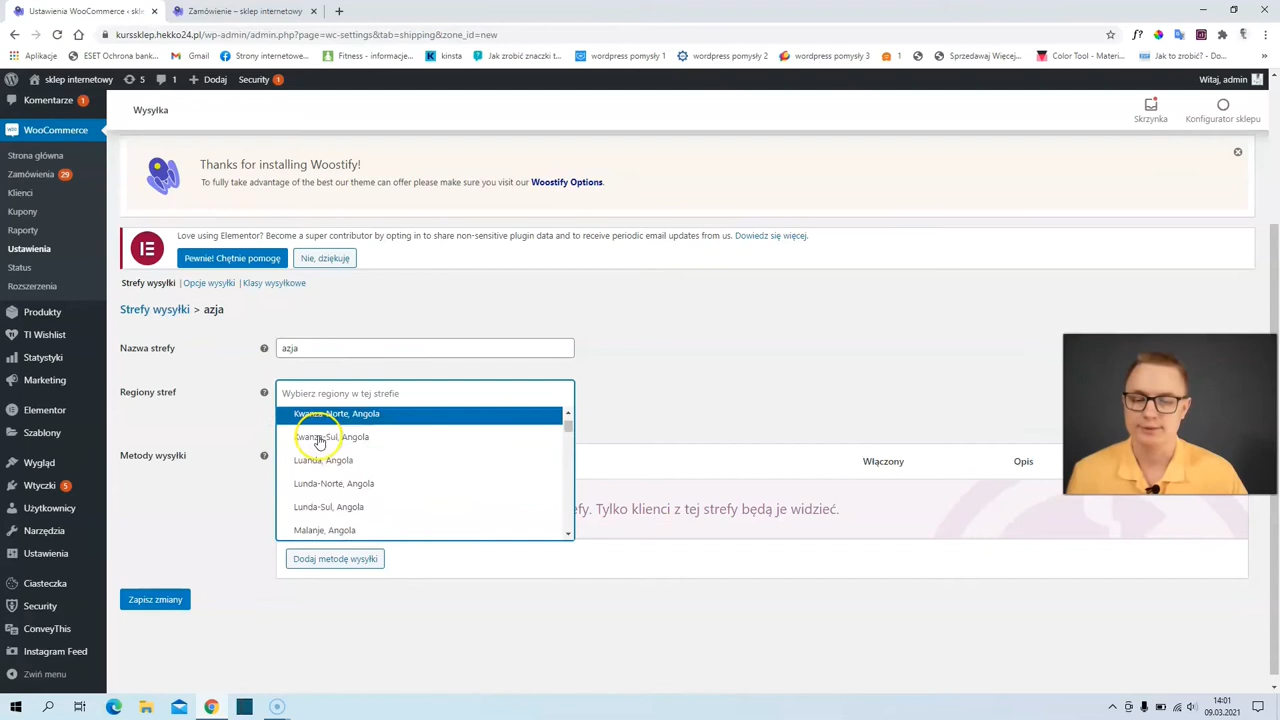 Ustawienia WooCommerce ‹ sklep
Zamówienie – sklep internetowy
kurssklep.hekko24.pl/wp-admin/admin.php?page=wc-settings&tab=shipping&zone_id=new
Aplikacje
ESET Ochrona bank...
Gmail
Strony internetowe...
Fitness - informacje...
kinsta
Jak zrobić znaczki t...
wordpress pomysły 1
wordpress pomysły 2
wordpress pomysły 3
1
Sprzedawaj Więcej...
Color Tool - Materi...
Jak to zrobić? - Do...
sklep internetowy
5
1
Dodaj
Security 1
Witaj, admin
Komentarze 1
WooCommerce
Strona główna
Zamówienia 29
Klienci
Kupony
Raporty
Ustawienia
Status
Rozszerzenia
Produkty
TI Wishlist
Statystyki
Marketing
Elementor
Szablony
Wygląd
Wtyczki 5
Użytkownicy
Narzędzia
Ustawienia
Ciasteczka
Security
ConveyThis
Instagram Feed
Zwiń menu
Wysyłka
Skrzynka
Konfigurator sklepu
Thanks for installing Woostify!
To fully take advantage of the best our theme can offer please make sure you visit our Woostify Options.
Love using Elementor? Become a super contributor by opting in to share non-sensitive plugin data and to receive periodic email updates from us. Dowiedz się więcej.
Pewnie! Chętnie pomogę
Nie, dziękuję
Strefy wysyłki | Opcje wysyłki | Klasy wysyłkowe
Strefy wysyłki > azja
Nazwa strefy
azja
Regiony stref
Wybierz regiony w tej strefie
Kwanza-Norte, Angola
Kwanza-Sul, Angola
Luanda, Angola
Lunda-Norte, Angola
Lunda-Sul, Angola
Malanje, Angola
Metody wysyłki
Włączony
Opis
efy. Tylko klienci z tej strefy będą je widzieć.
Dodaj metodę wysyłki
Zapisz zmiany
14:01
09.03.2021